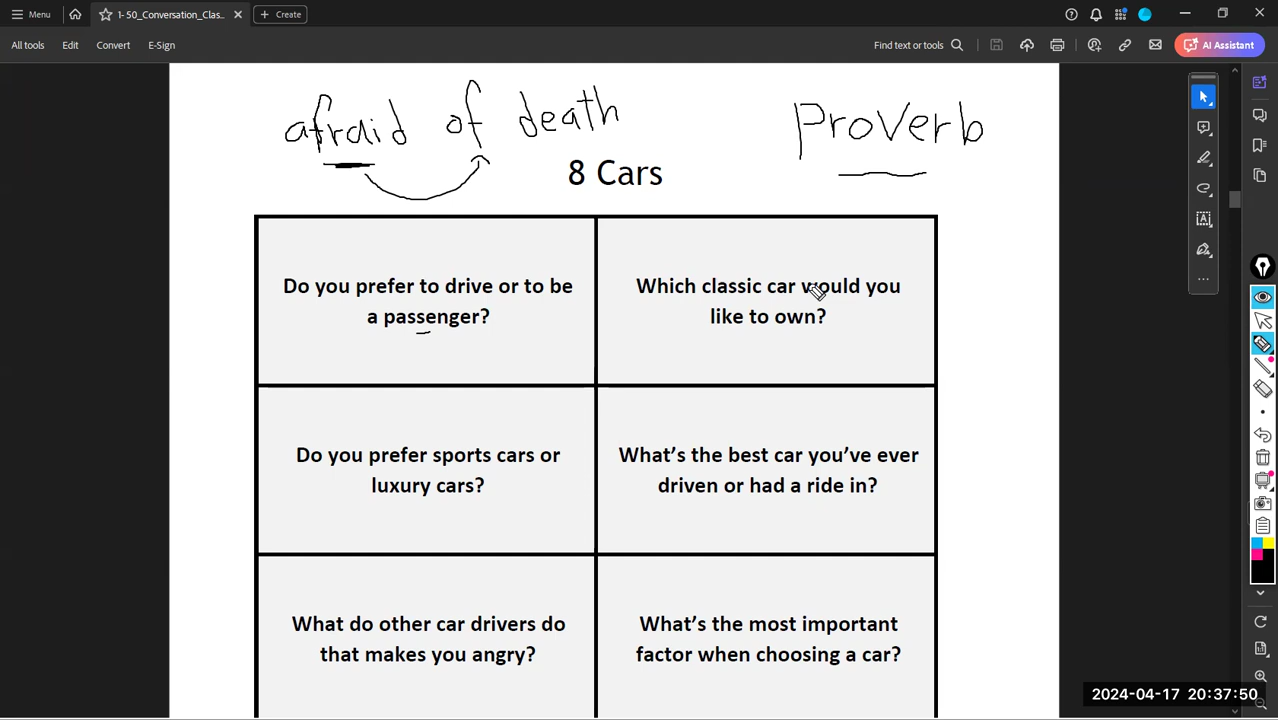 Menu
1- 50_Conversation_Clas...
Create
All tools
Edit
Convert
E-Sign
Find text or tools
AI Assistant
afraid of death
Proverb
8 Cars
Do you prefer to drive or to be
a passenger?
Which classic car would you
like to own?
Do you prefer sports cars or
luxury cars?
What's the best car you've ever
driven or had a ride in?
What do other car drivers do
that makes you angry?
What's the most important
factor when choosing a car?
2024-04-17 20:37:50